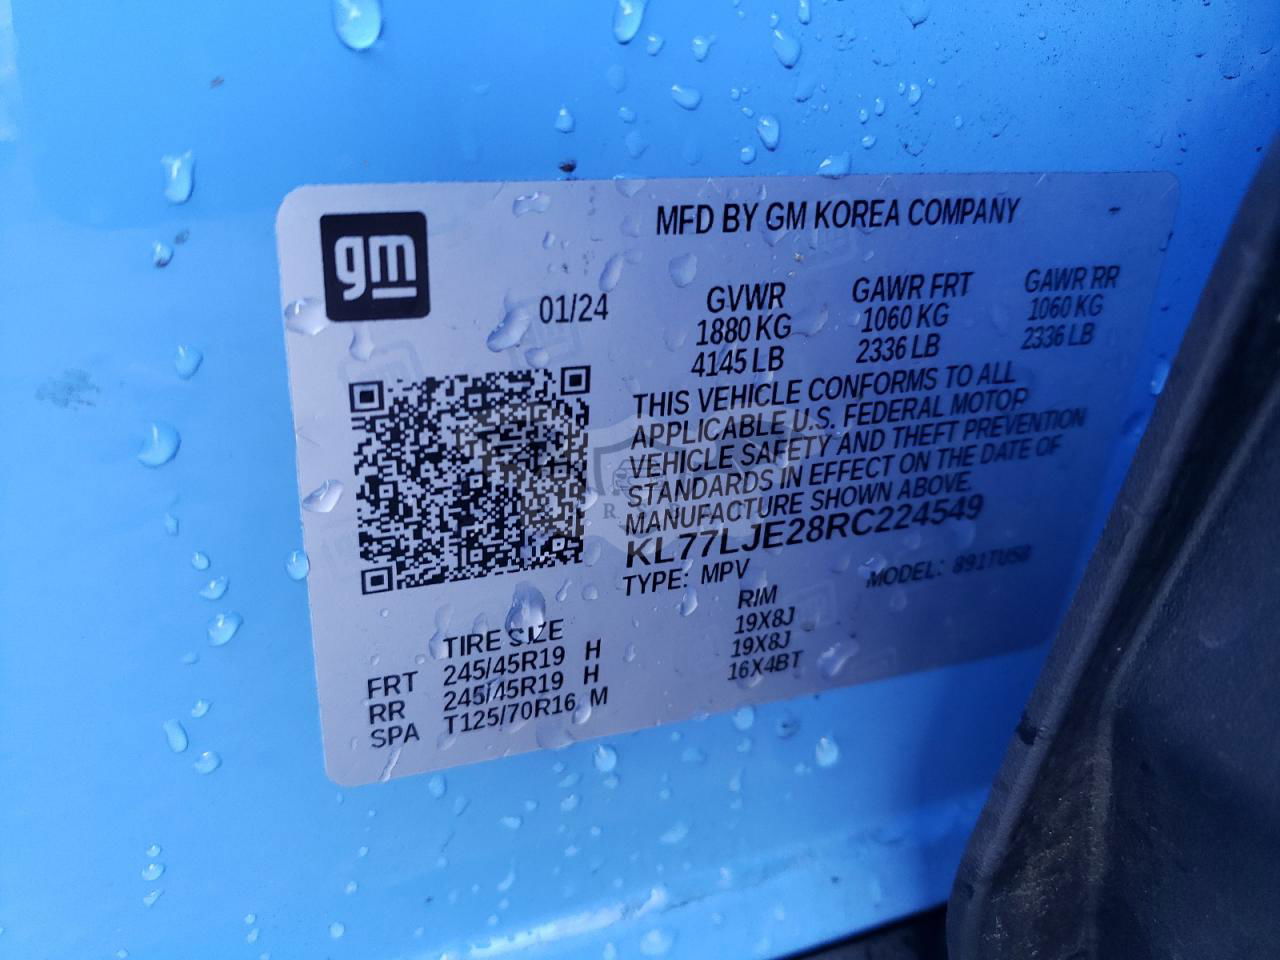 gm
MFD BY GM KOREA COMPANY
01/24
GVWR GAWR FRT GAWR RR
1880 KG 1060 KG 1060 KG
4145 LB 2336 LB 2336 LB
THIS VEHICLE CONFORMS TO ALL
APPLICABLE U.S. FEDERAL MOTOR
VEHICLE SAFETY AND THEFT PREVENTION
STANDARDS IN EFFECT ON THE DATE OF
MANUFACTURE SHOWN ABOVE.
KL77LJE28RC224549
TYPE: MPV MODEL:
TIRE SIZE RIM
FRT 245/45R19 H 19X8J
RR 245/45R19 H 19X8J
SPA T125/70R16 M 16X4BT